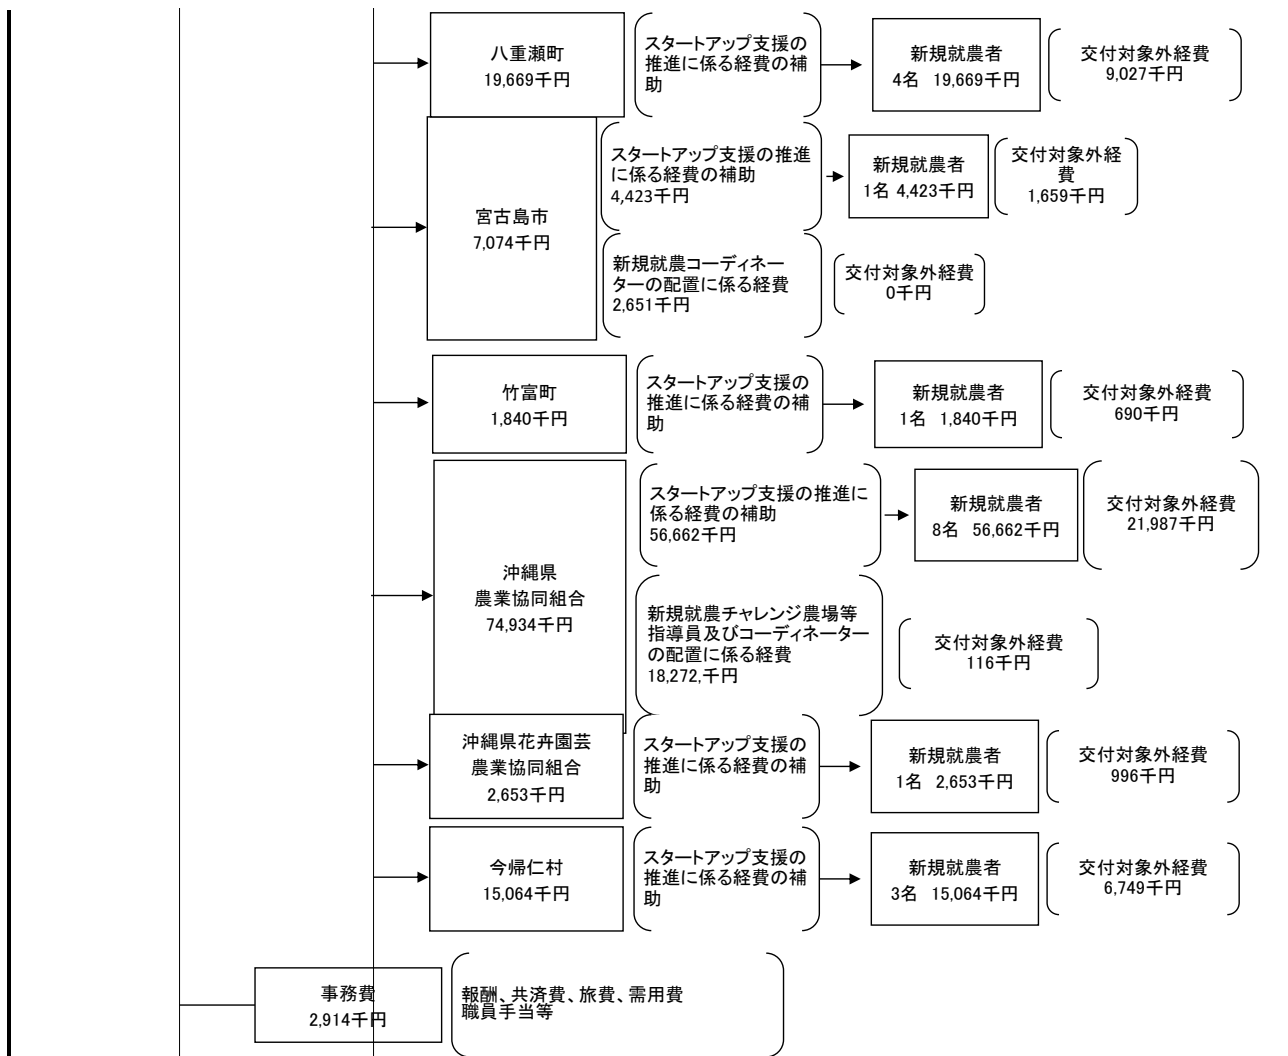 八重瀬町
19,669千円
スタートアップ支援の
推進に係る経費の補
助
新規就農者
4名 19,669千円
交付対象外経費
9,027千円
宮古島市
7,074千円
スタートアップ支援の推進
に係る経費の補助
4,423千円
新規就農者
1名 4,423千円
交付対象外経
費
1,659千円
新規就農コーディネー
ターの配置に係る経費
2,651千円
交付対象外経費
0千円
竹富町
1,840千円
スタートアップ支援の
推進に係る経費の補
助
新規就農者
1名 1,840千円
交付対象外経費
690千円
沖縄県
農業協同組合
74,934千円
スタートアップ支援の推進に
係る経費の補助
56,662千円
新規就農者
8名 56,662千円
交付対象外経費
21,987千円
新規就農チャレンジ農場等
指導員及びコーディネーター
の配置に係る経費
18,272,千円
交付対象外経費
116千円
沖縄県花卉園芸
農業協同組合
2,653千円
スタートアップ支援の
推進に係る経費の補
助
新規就農者
1名 2,653千円
交付対象外経費
996千円
今帰仁村
15,064千円
スタートアップ支援の
推進に係る経費の補
助
新規就農者
3名 15,064千円
交付対象外経費
6,749千円
事務費
2,914千円
報酬、共済費、旅費、需用費
職員手当等